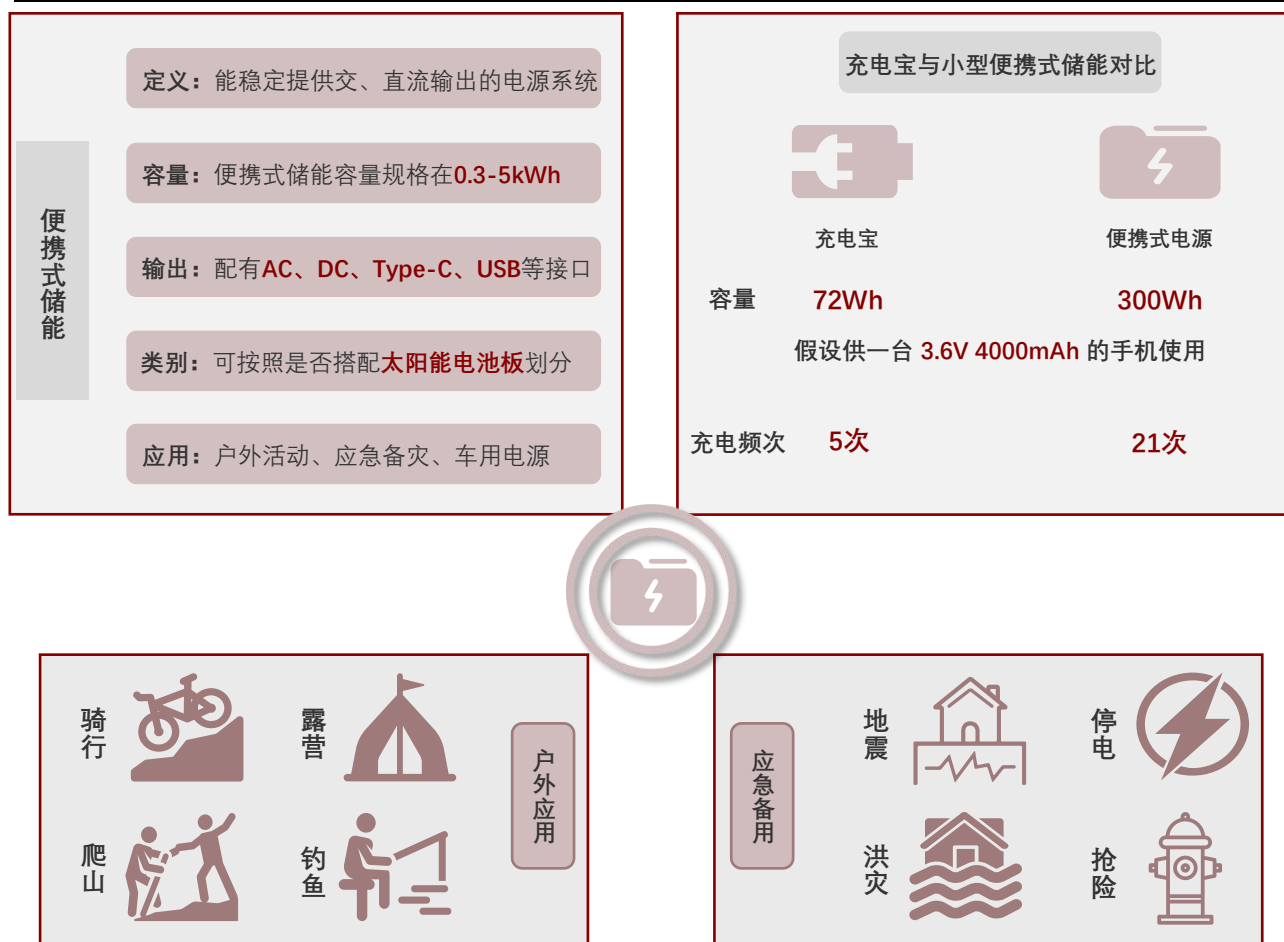 便携式储能
定义：能稳定提供交、直流输出的电源系统
容量：便携式储能容量规格在0.3-5kWh
输出：配有AC、DC、Type-C、USB等接口
类别：可按照是否搭配太阳能电池板划分
应用：户外活动、应急备灾、车用电源
充电宝与小型便携式储能对比
充电宝 便携式电源
容量 72Wh 300Wh
假设供一台 3.6V 4000mAh 的手机使用
充电频次 5次 21次
骑行
露营
爬山
钓鱼
户外应用
应急备用
地震
停电
洪灾
抢险